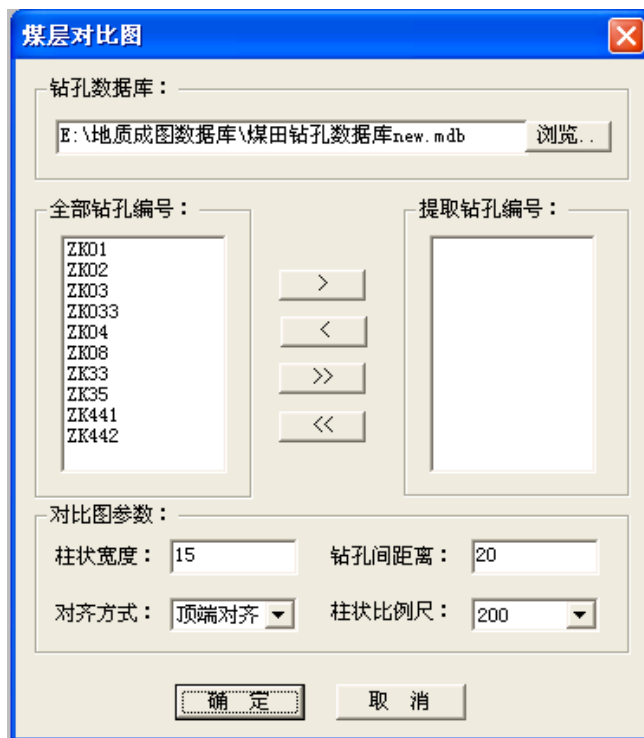 煤层对比图
钻孔数据库：
E:\地质成图数据库\煤田钻孔数据库new.mdb
浏览..
全部钻孔编号：
ZK01
ZK02
ZK03
ZK033
ZK04
ZK08
ZK33
ZK35
ZK441
ZK442
>
<
>>
<<
提取钻孔编号：
对比图参数：
柱状宽度： 15 钻孔间距离： 20
对齐方式： 顶端对齐 柱状比例尺： 200
确 定 取 消